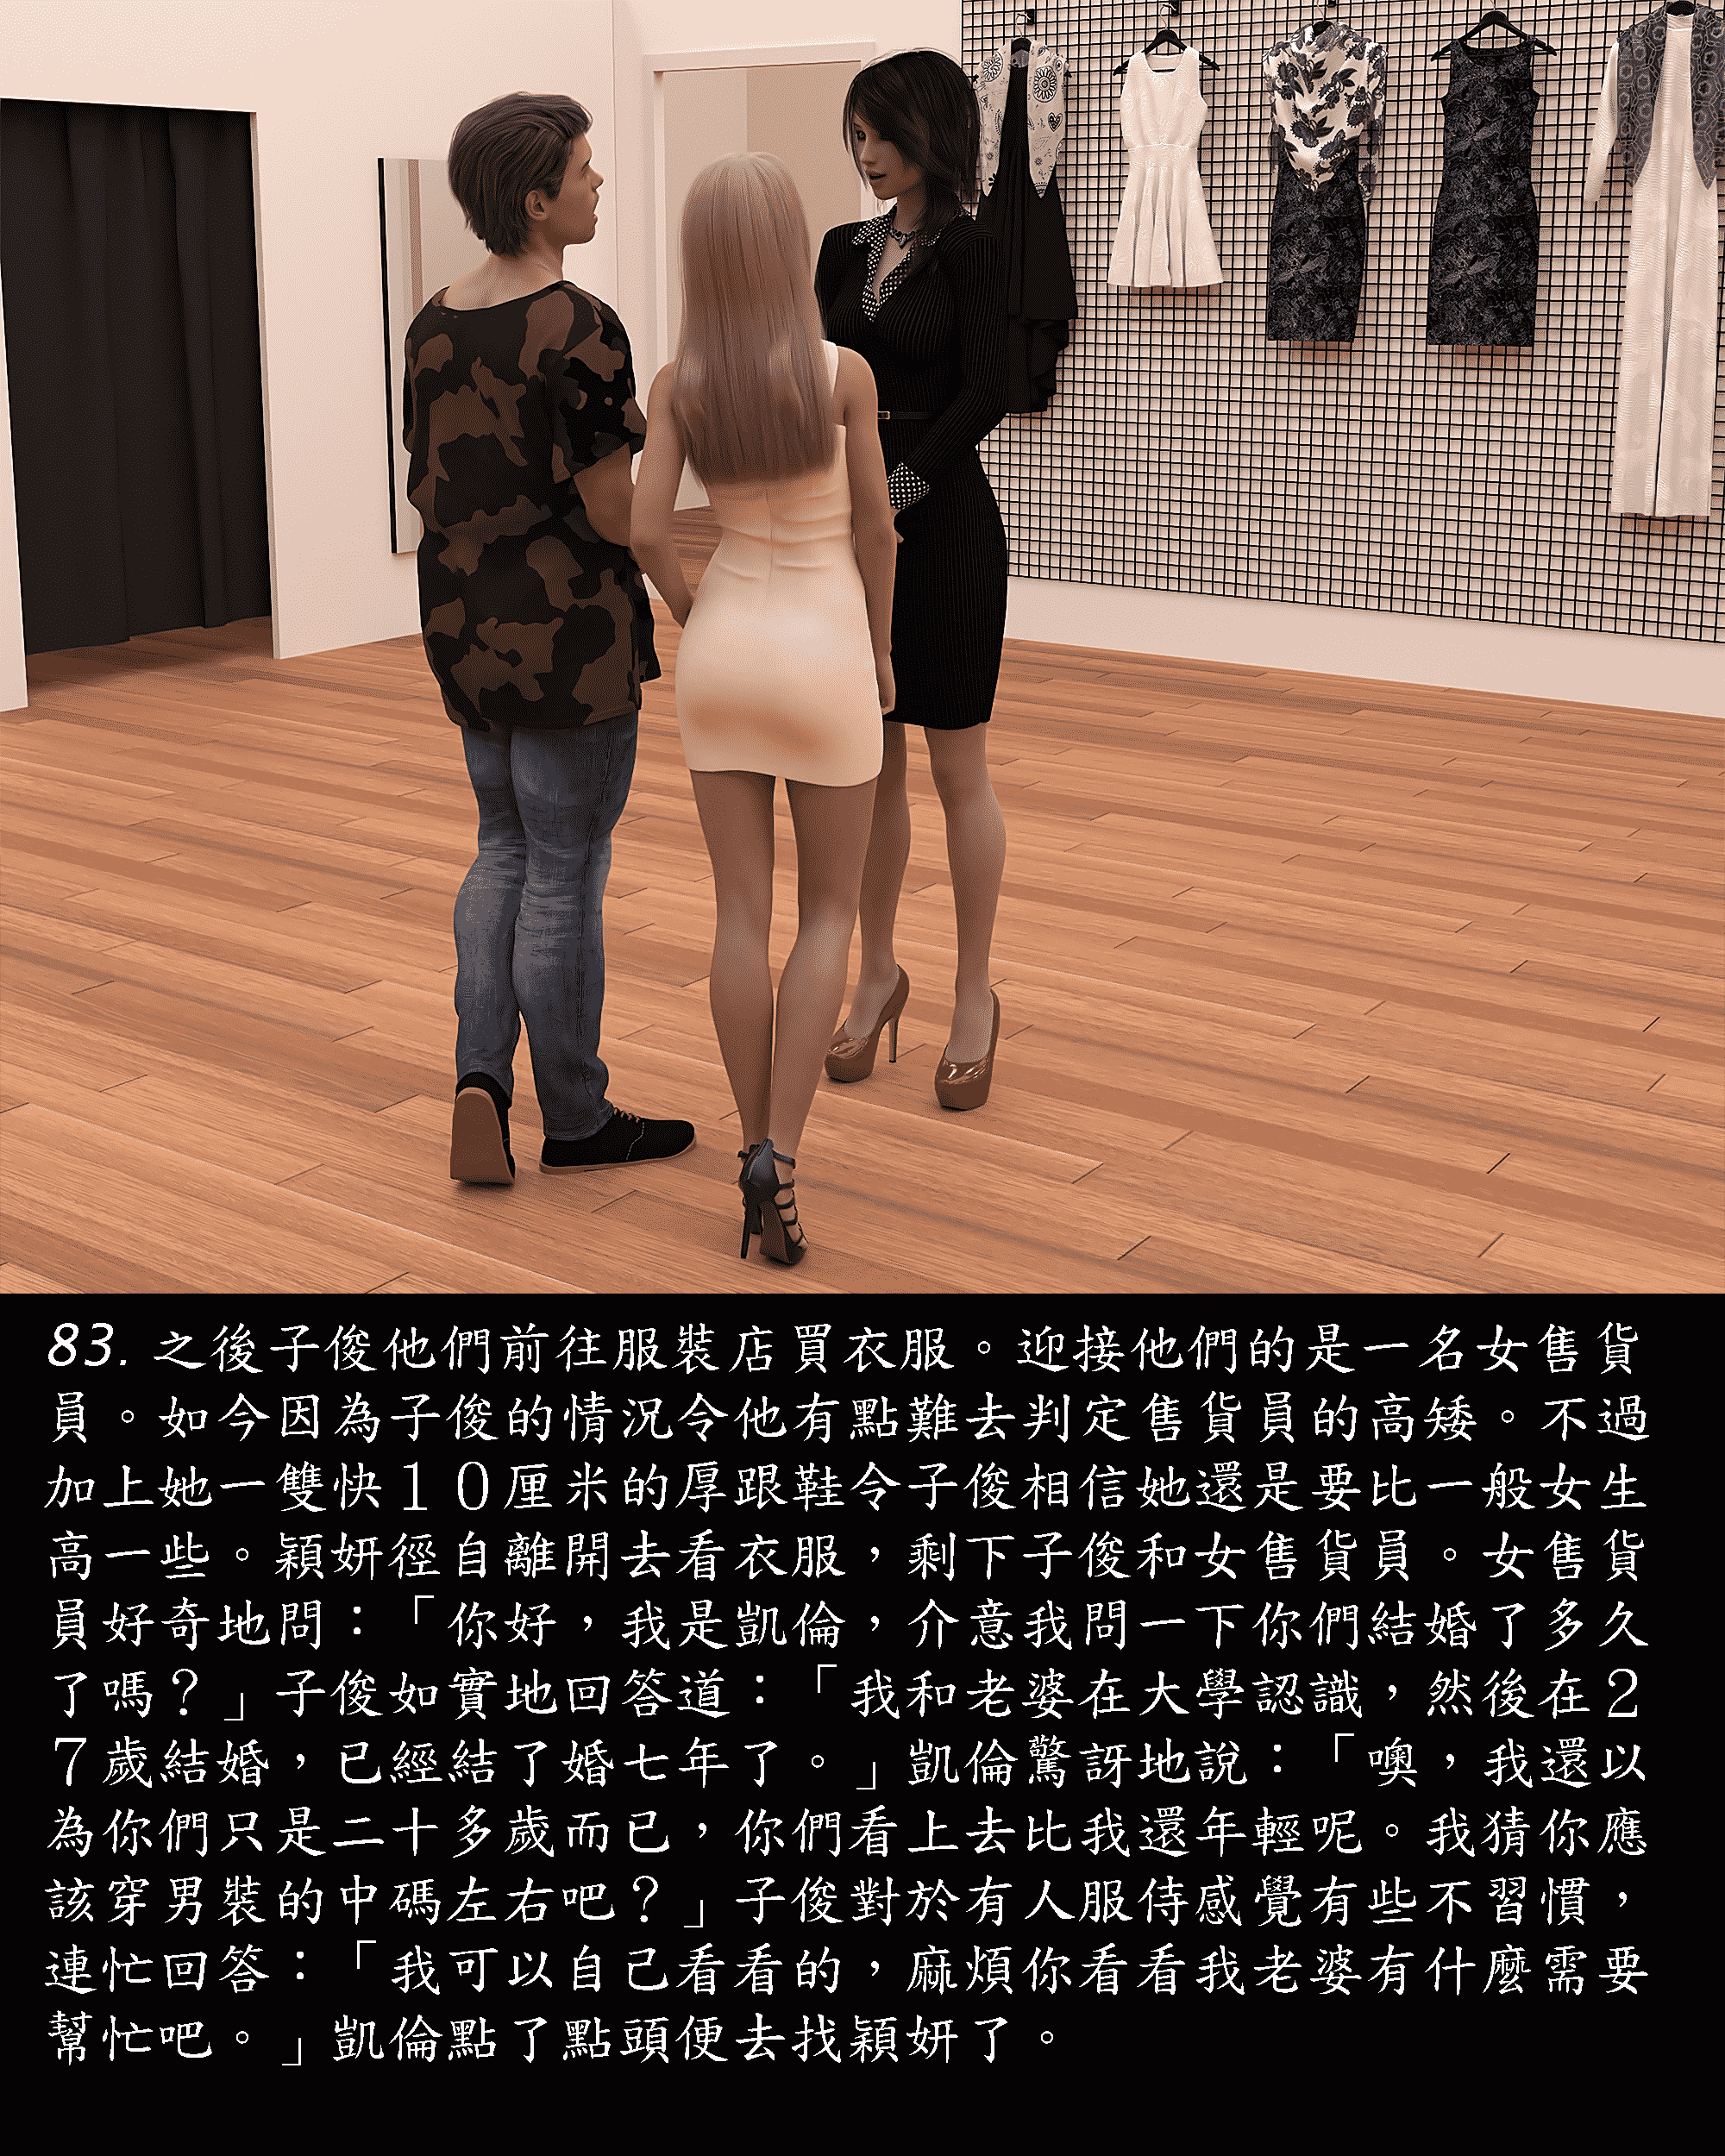 83. 之後子俊他們前往服裝店買衣服。迎接他們的是一名女售貨
員。如今因為子俊的情況令他有點難去判定售貨員的高矮。不過
加上她一雙快１０厘米的厚跟鞋令子俊相信她還是要比一般女生
高一些。穎妍徑自離開去看衣服，剩下子俊和女售貨員。女售貨
員好奇地問：「你好，我是凱倫，介意我問一下你們結婚了多久
了嗎？」子俊如實地回答道：「我和老婆在大學認識，然後在２
７歲結婚，已經結了婚七年了。」凱倫驚訝地說：「噢，我還以
為你們只是二十多歲而已，你們看上去比我還年輕呢。我猜你應
該穿男裝的中碼左右吧？」子俊對於有人服侍感覺有些不習慣，
連忙回答：「我可以自己看看的，麻煩你看看我老婆有什麼需要
幫忙吧。」凱倫點了點頭便去找穎妍了。